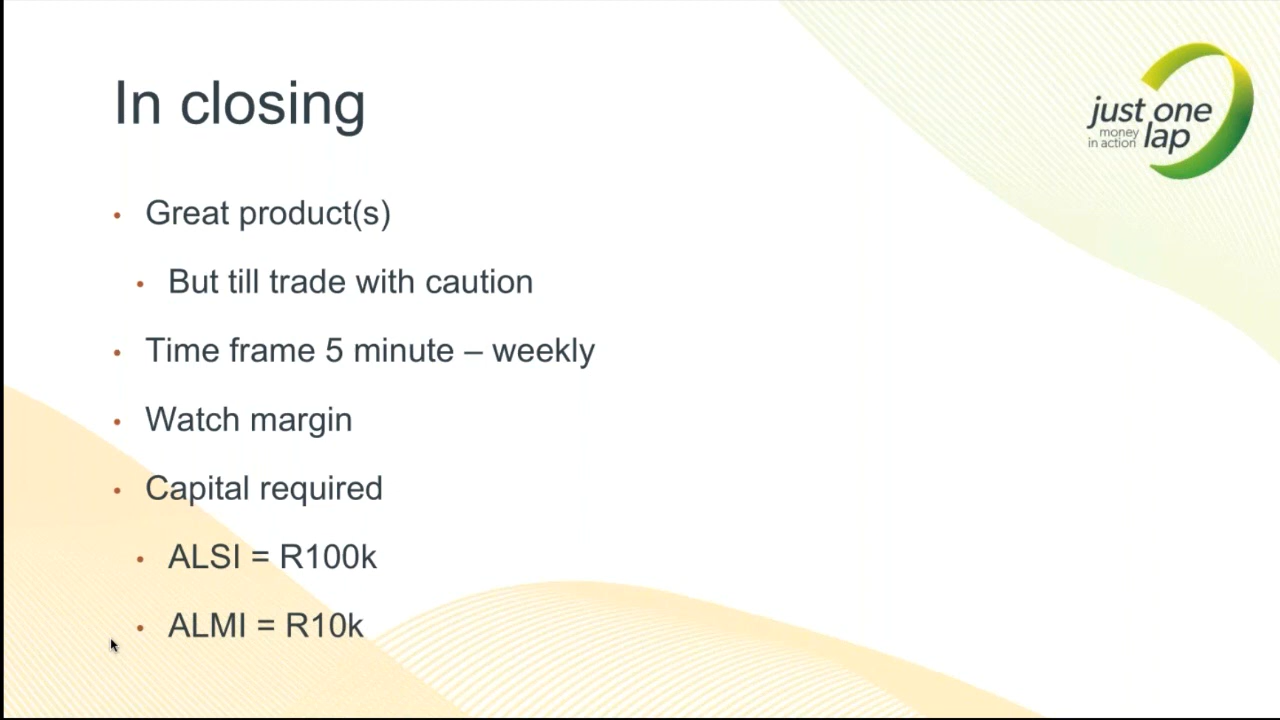 In closing
just one
money
in action lap
• Great product(s)
• But till trade with caution
• Time frame 5 minute – weekly
• Watch margin
• Capital required
• ALSI = R100k
• ALMI = R10k